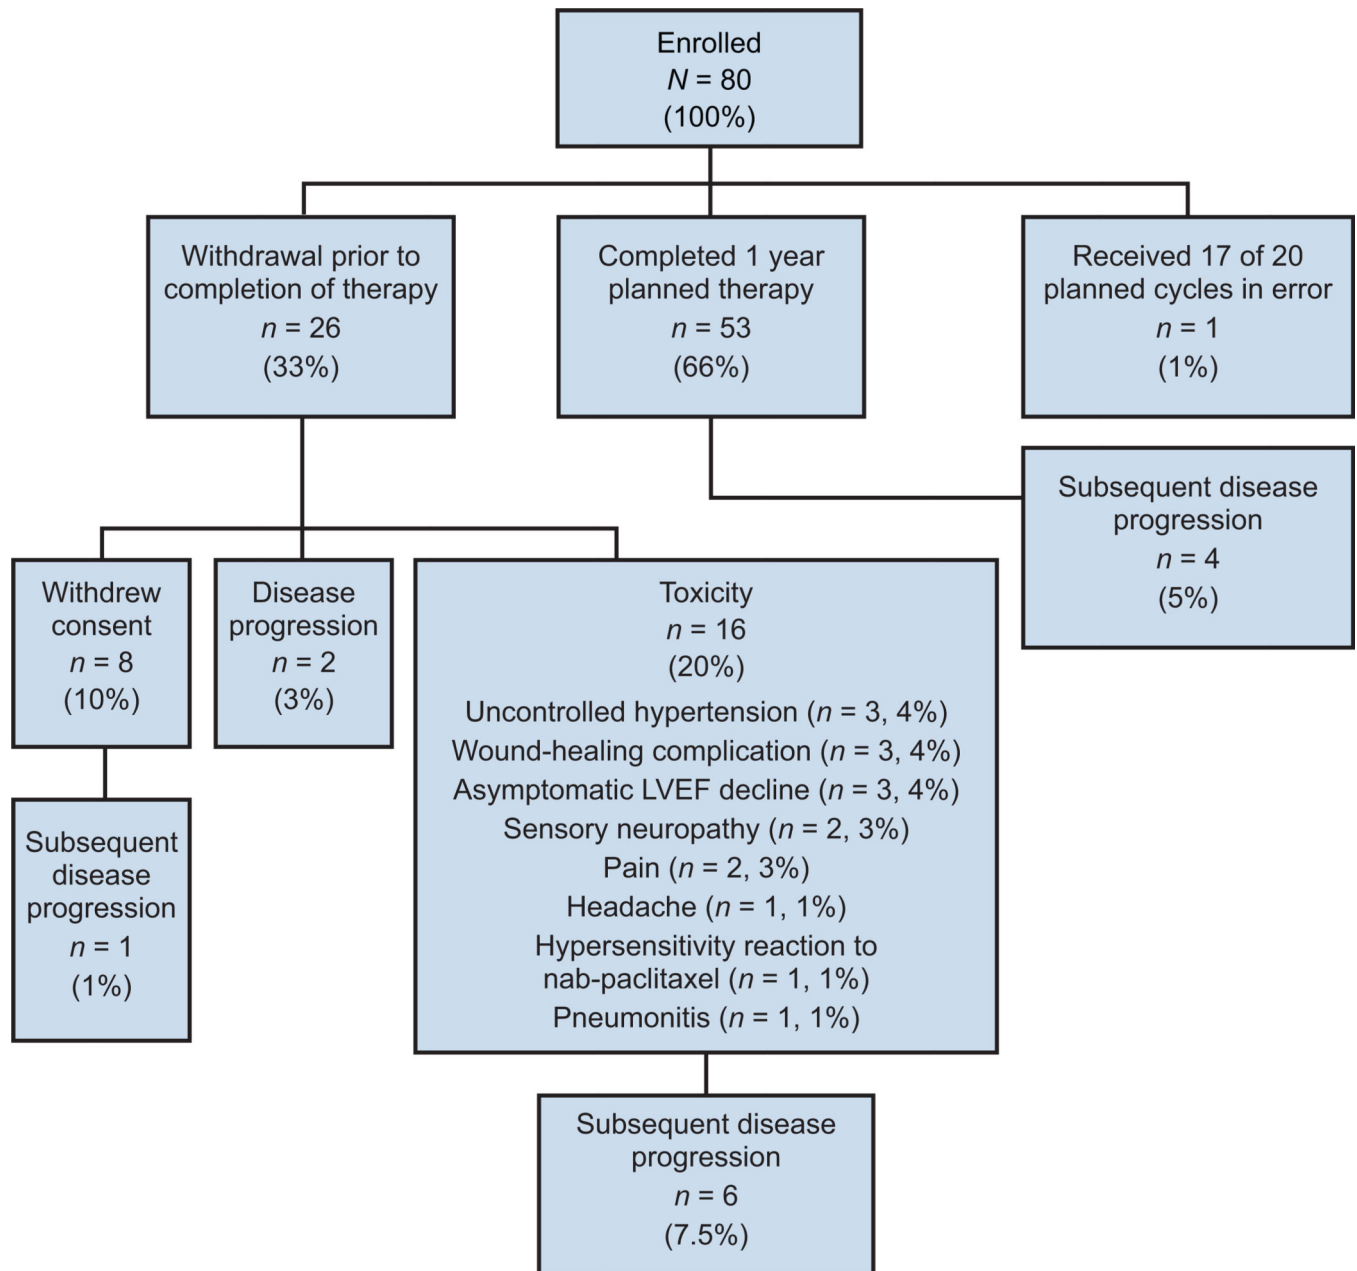 Enrolled
N = 80
(100%)
Withdrawal prior to
completion of therapy
n = 26
(33%)
Completed 1 year
planned therapy
n = 53
(66%)
Received 17 of 20
planned cycles in error
n = 1
(1%)
Subsequent disease
progression
n = 4
(5%)
Withdrew
consent
n = 8
(10%)
Disease
progression
n = 2
(3%)
Toxicity
n = 16
(20%)
Uncontrolled hypertension (n = 3, 4%)
Wound-healing complication (n = 3, 4%)
Asymptomatic LVEF decline (n = 3, 4%)
Sensory neuropathy (n = 2, 3%)
Pain (n = 2, 3%)
Headache (n = 1, 1%)
Hypersensitivity reaction to
nab-paclitaxel (n = 1, 1%)
Pneumonitis (n = 1, 1%)
Subsequent
disease
progression
n = 1
(1%)
Subsequent disease
progression
n = 6
(7.5%)